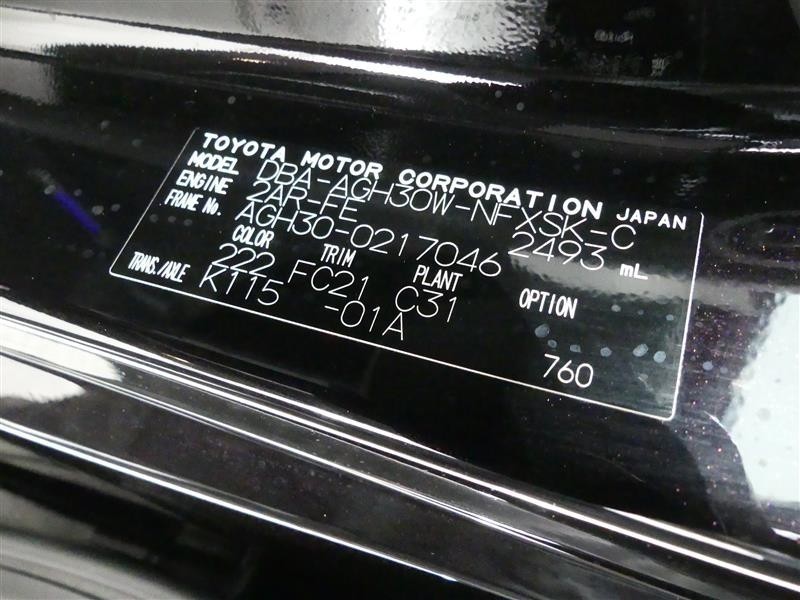 TOYOTA MOTOR CORPORATION JAPAN
MODEL DBA-AGH30W-NFXSK-C
ENGINE 2AR-FE 2493 mL
FRAME No. AGH30-0217046
COLOR TRIM PLANT OPTION
222 FC21 C31
TRANS./AXLE K115 -01A
760